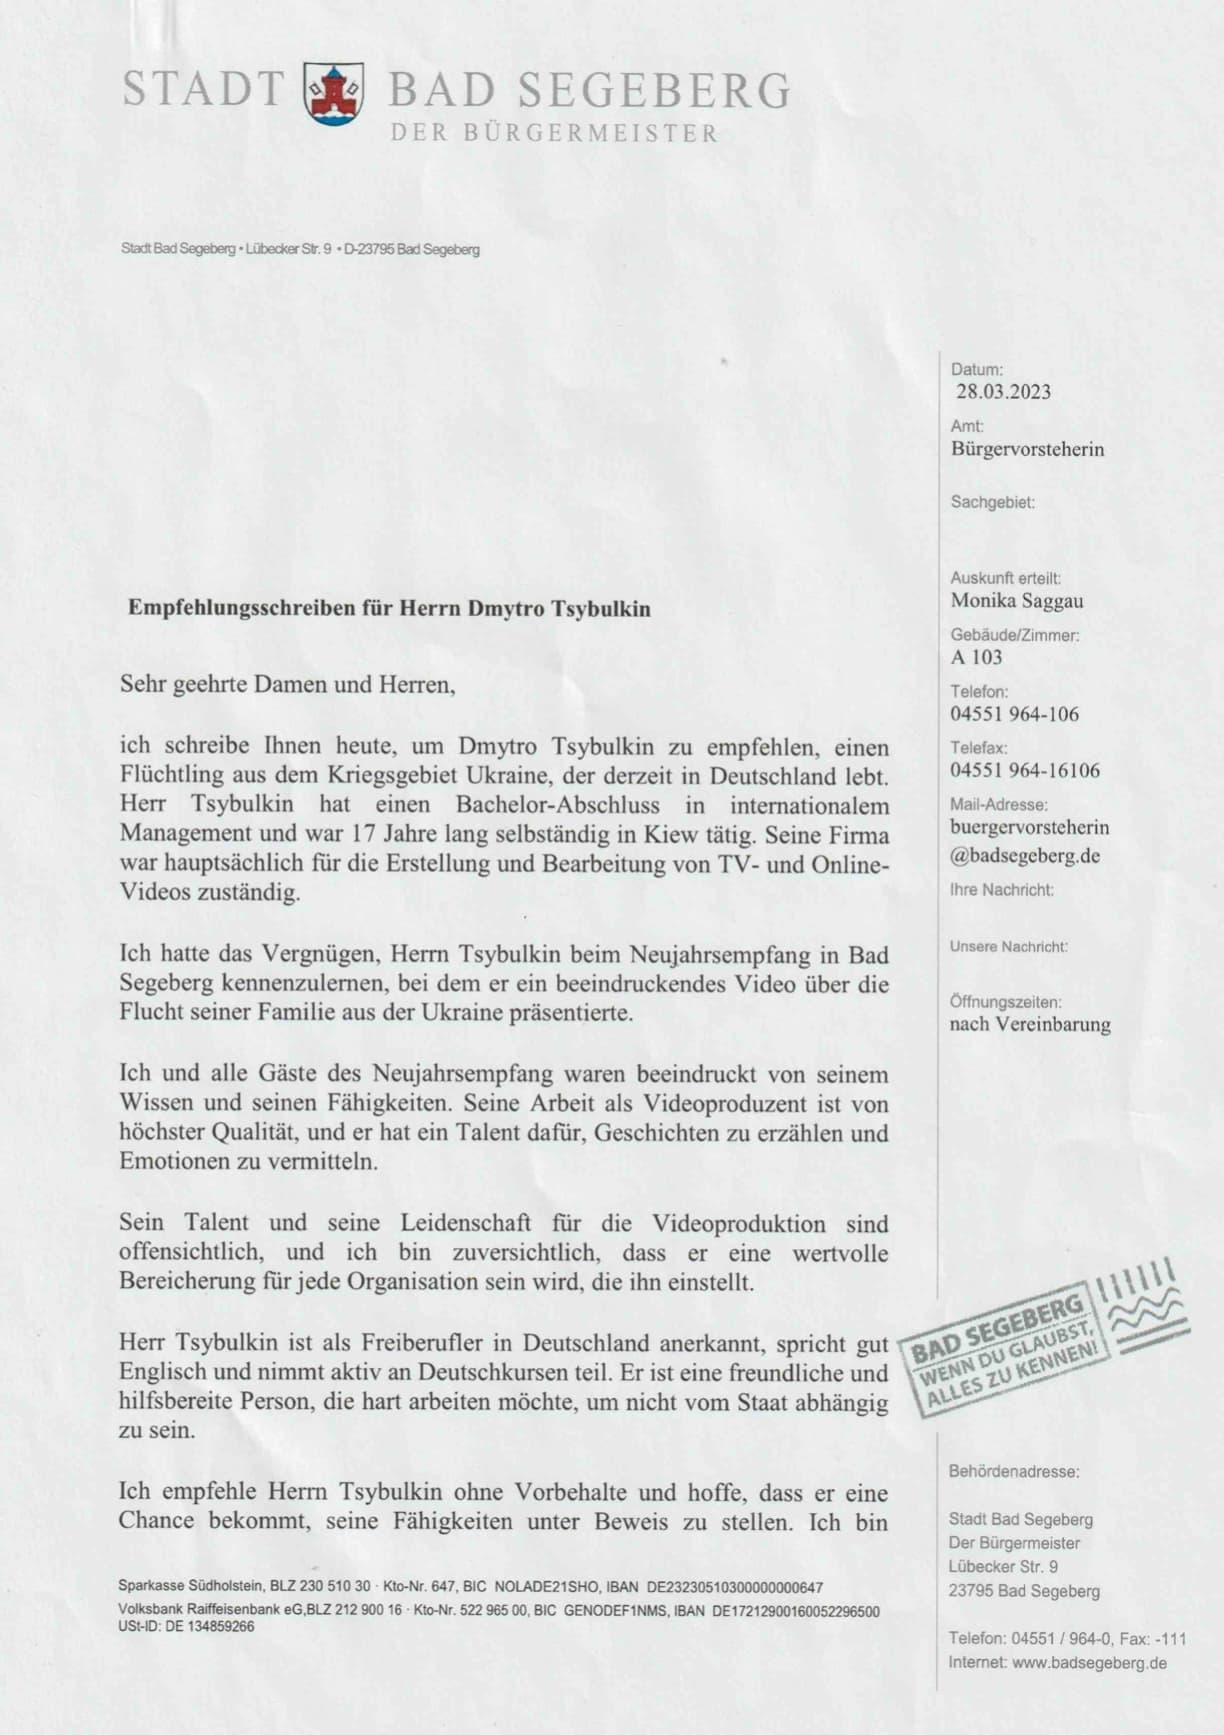 STADT BAD SEGEBERG
DER BÜRGERMEISTER
Stadt Bad Segeberg • Lübecker Str. 9 • D-23795 Bad Segeberg
Datum:
28.03.2023
Amt:
Bürgervorsteherin
Sachgebiet:
Auskunft erteilt:
Monika Saggau
Gebäude/Zimmer:
A 103
Telefon:
04551 964-106
Telefax:
04551 964-16106
Mail-Adresse:
buergervorsteherin
@badsegeberg.de
Ihre Nachricht:
Unsere Nachricht:
Öffnungszeiten:
nach Vereinbarung
Empfehlungsschreiben für Herrn Dmytro Tsybulkin
Sehr geehrte Damen und Herren,
ich schreibe Ihnen heute, um Dmytro Tsybulkin zu empfehlen, einen
Flüchtling aus dem Kriegsgebiet Ukraine, der derzeit in Deutschland lebt.
Herr Tsybulkin hat einen Bachelor-Abschluss in internationalem
Management und war 17 Jahre lang selbständig in Kiew tätig. Seine Firma
war hauptsächlich für die Erstellung und Bearbeitung von TV- und Online-
Videos zuständig.
Ich hatte das Vergnügen, Herrn Tsybulkin beim Neujahrsempfang in Bad
Segeberg kennenzulernen, bei dem er ein beeindruckendes Video über die
Flucht seiner Familie aus der Ukraine präsentierte.
Ich und alle Gäste des Neujahrsempfang waren beeindruckt von seinem
Wissen und seinen Fähigkeiten. Seine Arbeit als Videoproduzent ist von
höchster Qualität, und er hat ein Talent dafür, Geschichten zu erzählen und
Emotionen zu vermitteln.
Sein Talent und seine Leidenschaft für die Videoproduktion sind
offensichtlich, und ich bin zuversichtlich, dass er eine wertvolle
Bereicherung für jede Organisation sein wird, die ihn einstellt.
Herr Tsybulkin ist als Freiberufler in Deutschland anerkannt, spricht gut
Englisch und nimmt aktiv an Deutschkursen teil. Er ist eine freundliche und
hilfsbereite Person, die hart arbeiten möchte, um nicht vom Staat abhängig
zu sein.
Ich empfehle Herrn Tsybulkin ohne Vorbehalte und hoffe, dass er eine
Chance bekommt, seine Fähigkeiten unter Beweis zu stellen. Ich bin
BAD SEGEBERG
WENN DU GLAUBST,
ALLES ZU KENNEN!
Behördenadresse:
Stadt Bad Segeberg
Der Bürgermeister
Lübecker Str. 9
23795 Bad Segeberg
Telefon: 04551 / 964-0, Fax: -111
Internet: www.badsegeberg.de
Sparkasse Südholstein, BLZ 230 510 30 · Kto-Nr. 647, BIC NOLADE21SHO, IBAN DE23230510300000000647
Volksbank Raiffeisenbank eG,BLZ 212 900 16 · Kto-Nr. 522 965 00, BIC GENODEF1NMS, IBAN DE17212900160052296500
USt-ID: DE 134859266